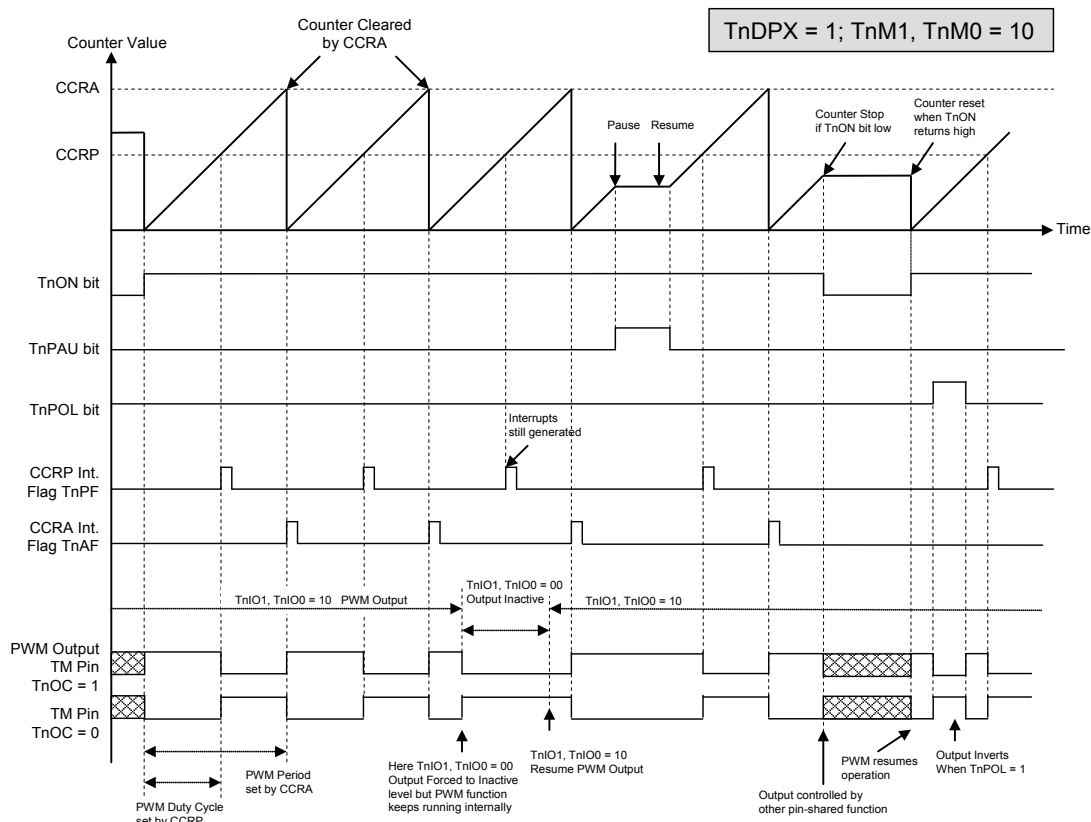 TnDPX = 1; TnM1, TnM0 = 10
Counter Cleared
by CCRA
Counter Value
CCRA
CCRP
Pause
Resume
Counter Stop
if TnON bit low
Counter reset
when TnON
returns high
Time
TnON bit
TnPAU bit
TnPOL bit
Interrupts
still generated
CCRP Int.
Flag TnPF
CCRA Int.
Flag TnAF
TnIO1, TnIO0 = 10 PWM Output
TnIO1, TnIO0 = 00
Output Inactive
TnIO1, TnIO0 = 10
PWM Output
TM Pin
TnOC = 1
TM Pin
TnOC = 0
PWM Duty Cycle
set by CCRP
PWM Period
set by CCRA
Here TnIO1, TnIO0 = 00
Output Forced to Inactive
level but PWM function
keeps running internally
TnIO1, TnIO0 = 10
Resume PWM Output
Output controlled by
other pin-shared function
PWM resumes
operation
Output Inverts
When TnPOL = 1